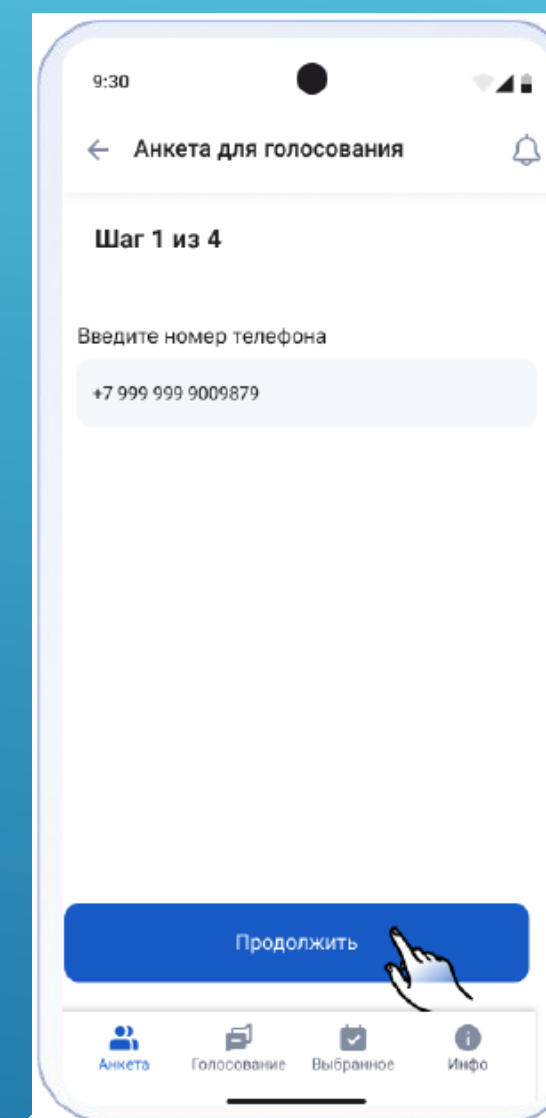 9:30
Анкета для голосования
Шаг 1 из 4
Введите номер телефона
+7 999 999 9009879
Продолжить
Анкета Голосование Выбранное Инфо